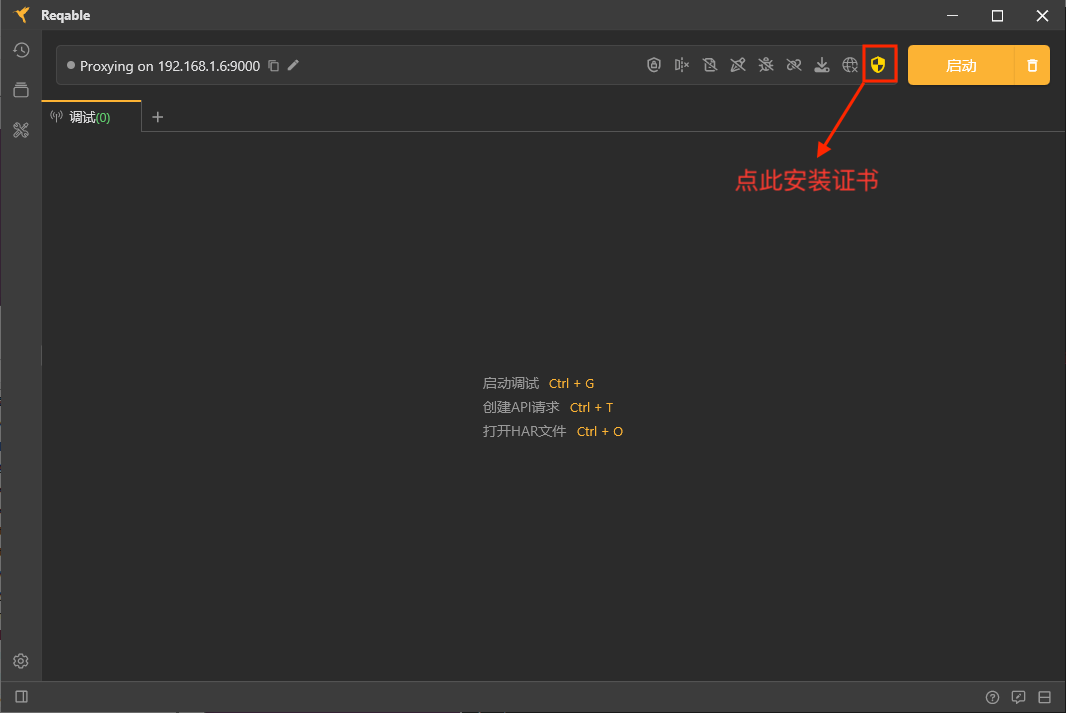 Reqable
Proxying on 192.168.1.6:9000
启动
调试(0)
点此安装证书
启动调试 Ctrl + G
创建API请求 Ctrl + T
打开HAR文件 Ctrl + O